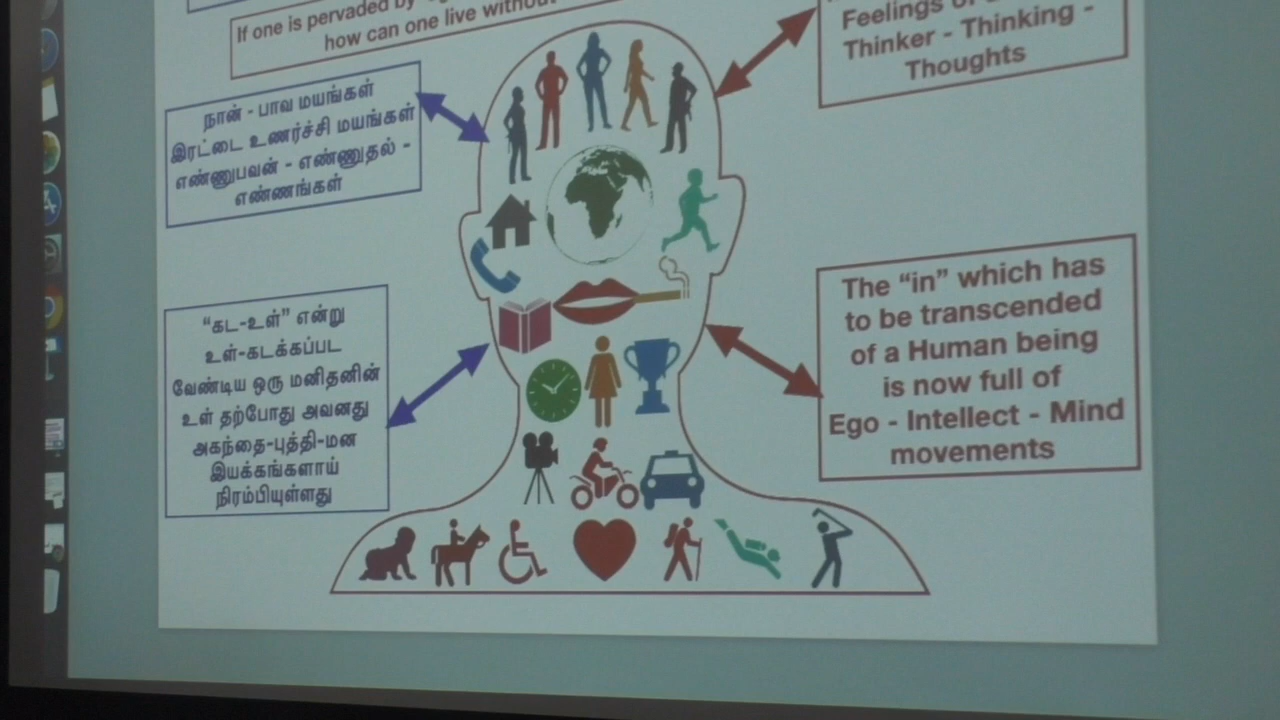 If one is pervaded by
how can one live without
Feelings of
Thinker - Thinking -
Thoughts
நான் - பாவ மயங்கள்
இரட்டை உணர்ச்சி மயங்கள்
எண்ணுபவன் - எண்ணுதல் -
எண்ணங்கள்
“கட-உள்” என்று
உள்-கடக்கப்பட
வேண்டிய ஒரு மனிதனின்
உள் தற்போது அவனது
அகந்தை-புத்தி-மன
இயக்கங்களாய்
நிரம்பியுள்ளது
The “in” which has
to be transcended
of a Human being
is now full of
Ego - Intellect - Mind
movements